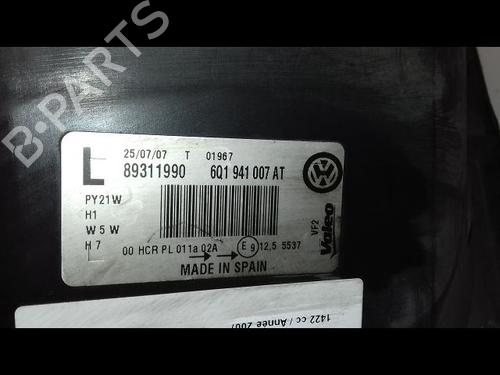 B-PARTS
25/07/07 T 01967
L 89311990 6Q1 941 007 AT
PY21W
H1
W5W
H7
00 HCR PL 011a 02A E9 12,5 5537
MADE IN SPAIN
VF2
Valeo
1422 cc / Année 2007